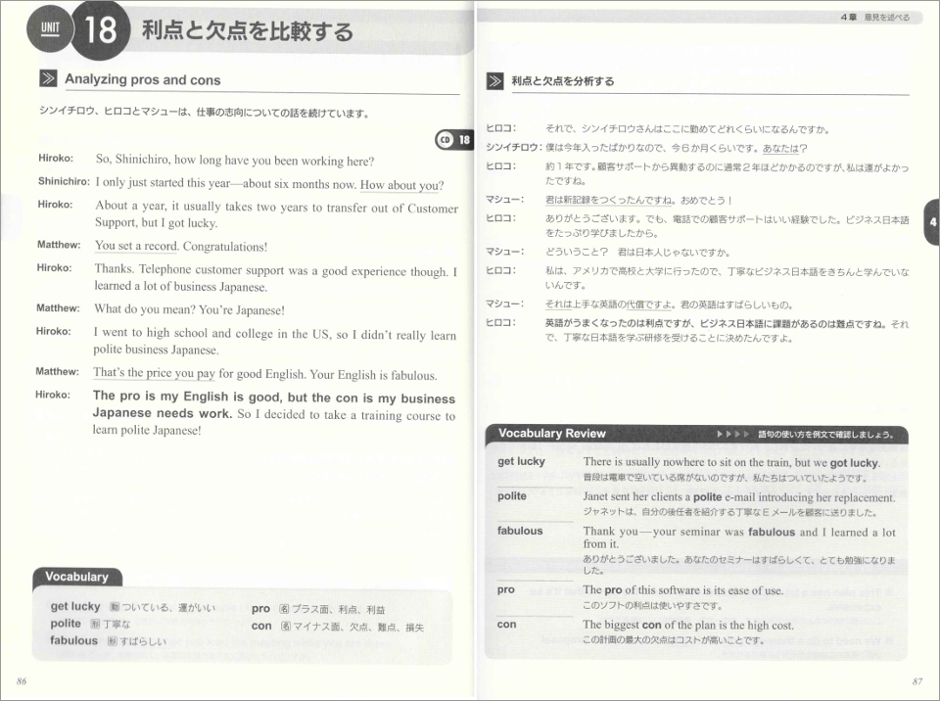 UNIT 18 利点と欠点を比較する
Analyzing pros and cons
シンイチロウ、ヒロコとマシューは、仕事の志向についての話を続けています。
CD 18
Hiroko: So, Shinichiro, how long have you been working here?
Shinichiro: I only just started this year—about six months now. How about you?
Hiroko: About a year, it usually takes two years to transfer out of Customer
Support, but I got lucky.
Matthew: You set a record. Congratulations!
Hiroko: Thanks. Telephone customer support was a good experience though. I
learned a lot of business Japanese.
Matthew: What do you mean? You're Japanese!
Hiroko: I went to high school and college in the US, so I didn't really learn
polite business Japanese.
Matthew: That's the price you pay for good English. Your English is fabulous.
Hiroko: The pro is my English is good, but the con is my business
Japanese needs work. So I decided to take a training course to
learn polite Japanese!
Vocabulary
get lucky 動 ついている、運がいい
polite 形 丁寧な
fabulous 形 すばらしい
pro 名 プラス面、利点、利益
con 名 マイナス面、欠点、難点、損失
86
4章 意見を述べる
利点と欠点を分析する
ヒロコ： それで、シンイチロウさんはここに勤めてどれくらいになるんですか。
シンイチロウ： 僕は今年入ったばかりなので、今6か月くらいです。あなたは？
ヒロコ： 約1年です。顧客サポートから異動するのに通常2年ほどかかるのですが、私は運がよかっ
たですね。
マシュー： 君は新記録をつくったんですね。おめでとう！
ヒロコ： ありがとうございます。でも、電話での顧客サポートはいい経験でした。ビジネス日本語
をたっぷり学びましたから。
マシュー： どういうこと？ 君は日本人じゃないですか。
ヒロコ： 私は、アメリカで高校と大学に行ったので、丁寧なビジネス日本語をきちんと学んでいな
いんです。
マシュー： それは上手な英語の代償ですよ。君の英語はすばらしいもの。
ヒロコ： 英語がうまくなったのは利点ですが、ビジネス日本語に課題があるのは難点ですね。それ
で、丁寧な日本語を学ぶ研修を受けることに決めたんですよ。
4
Vocabulary Review 語句の使い方を例文で確認しましょう。
get lucky There is usually nowhere to sit on the train, but we got lucky.
普段は電車で空いている席がないのですが、私たちはついていたようです。
polite Janet sent her clients a polite e-mail introducing her replacement.
ジャネットは、自分の後任者を紹介する丁寧なEメールを顧客に送りました。
fabulous Thank you—your seminar was fabulous and I learned a lot
from it.
ありがとうございました。あなたのセミナーはすばらしくて、とても勉強になりま
した。
pro The pro of this software is its ease of use.
このソフトの利点は使いやすさです。
con The biggest con of the plan is the high cost.
この計画の最大の欠点はコストが高いことです。
87